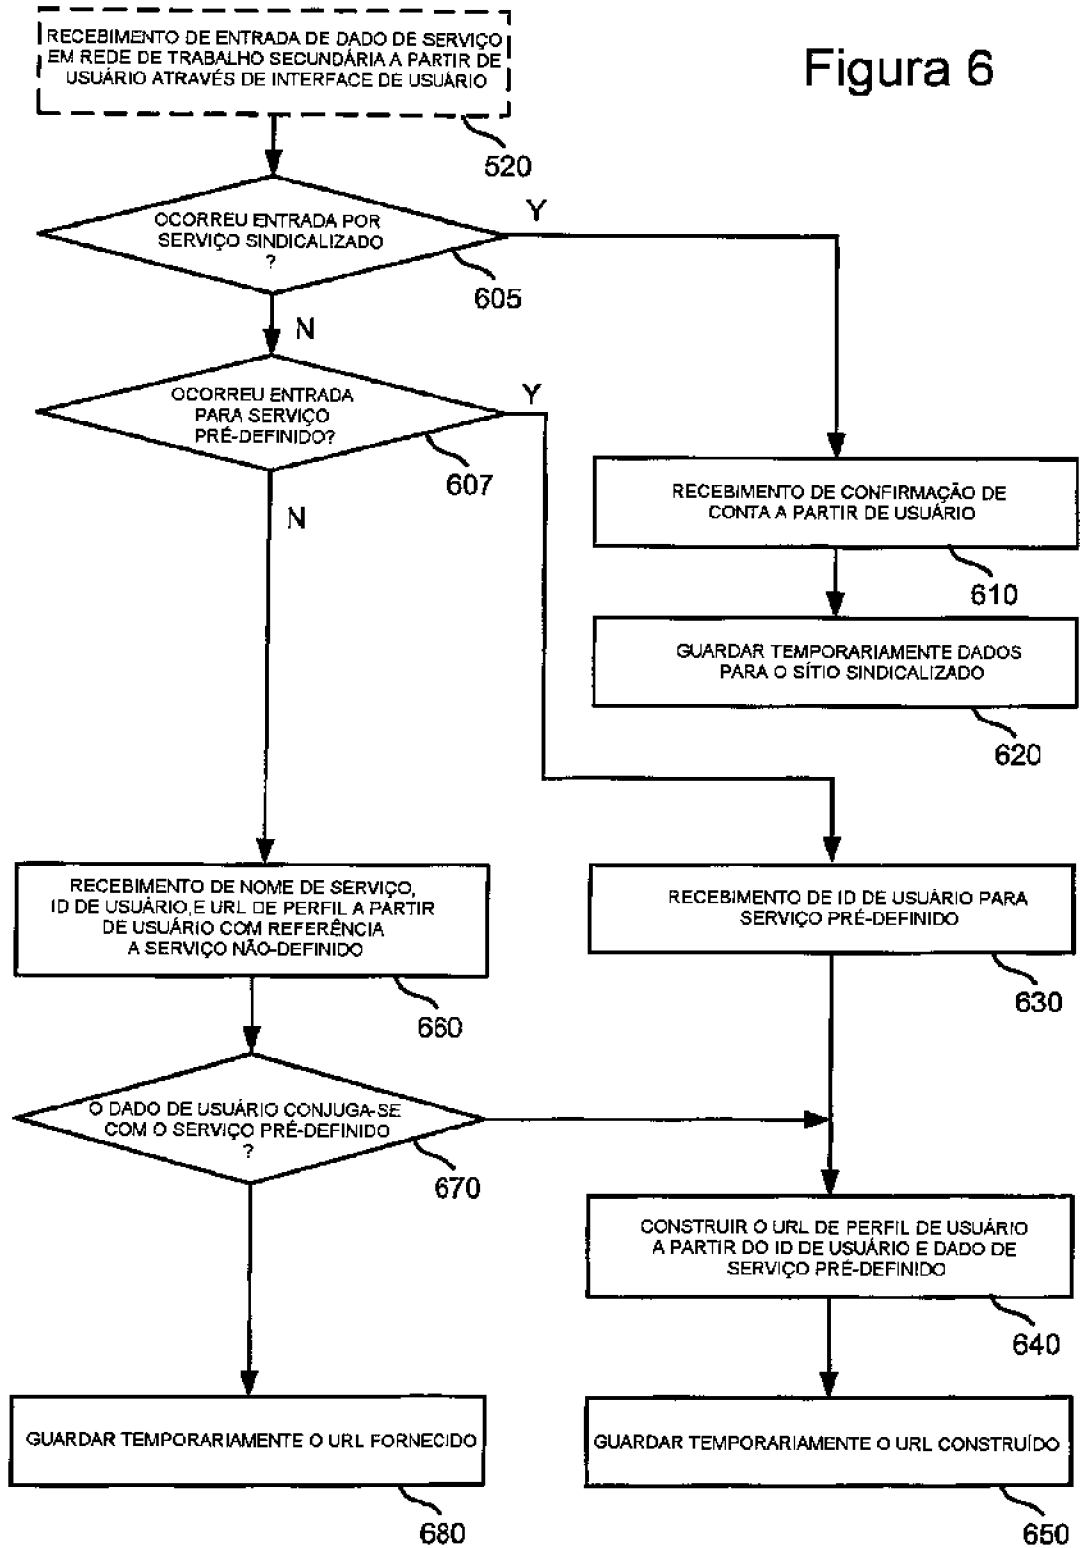 Figura 6
RECEBIMENTO DE ENTRADA DE DADO DE SERVIÇO
EM REDE DE TRABALHO SECUNDÁRIA A PARTIR DE
USUÁRIO ATRAVÉS DE INTERFACE DE USUÁRIO
520
OCORREU ENTRADA POR
SERVIÇO SINDICALIZADO
?
Y
605
N
OCORREU ENTRADA
PARA SERVIÇO
PRÉ-DEFINIDO?
Y
607
N
RECEBIMENTO DE CONFIRMAÇÃO DE
CONTA A PARTIR DE USUÁRIO
610
GUARDAR TEMPORARIAMENTE DADOS
PARA O SÍTIO SINDICALIZADO
620
RECEBIMENTO DE NOME DE SERVIÇO,
ID DE USUÁRIO,E URL DE PERFIL A PARTIR
DE USUÁRIO COM REFERÊNCIA
A SERVIÇO NÃO-DEFINIDO
660
RECEBIMENTO DE ID DE USUÁRIO PARA
SERVIÇO PRÉ-DEFINIDO
630
O DADO DE USUÁRIO CONJUGA-SE
COM O SERVIÇO PRÉ-DEFINIDO
?
670
CONSTRUIR O URL DE PERFIL DE USUÁRIO
A PARTIR DO ID DE USUÁRIO E DADO DE
SERVIÇO PRÉ-DEFINIDO
640
GUARDAR TEMPORARIAMENTE O URL FORNECIDO
680
GUARDAR TEMPORARIAMENTE O URL CONSTRUÍDO
650